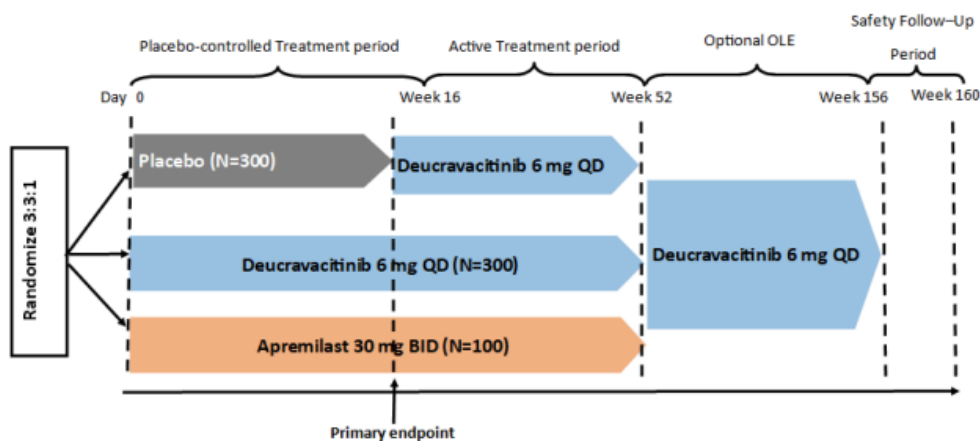 Safety Follow–Up
Placebo-controlled Treatment period
Active Treatment period
Optional OLE
Period
Day 0
Week 16
Week 52
Week 156
Week 160
Randomize 3:3:1
Placebo (N=300)
Deucravacitinib 6 mg QD
Deucravacitinib 6 mg QD (N=300)
Deucravacitinib 6 mg QD
Apremilast 30 mg BID (N=100)
Primary endpoint